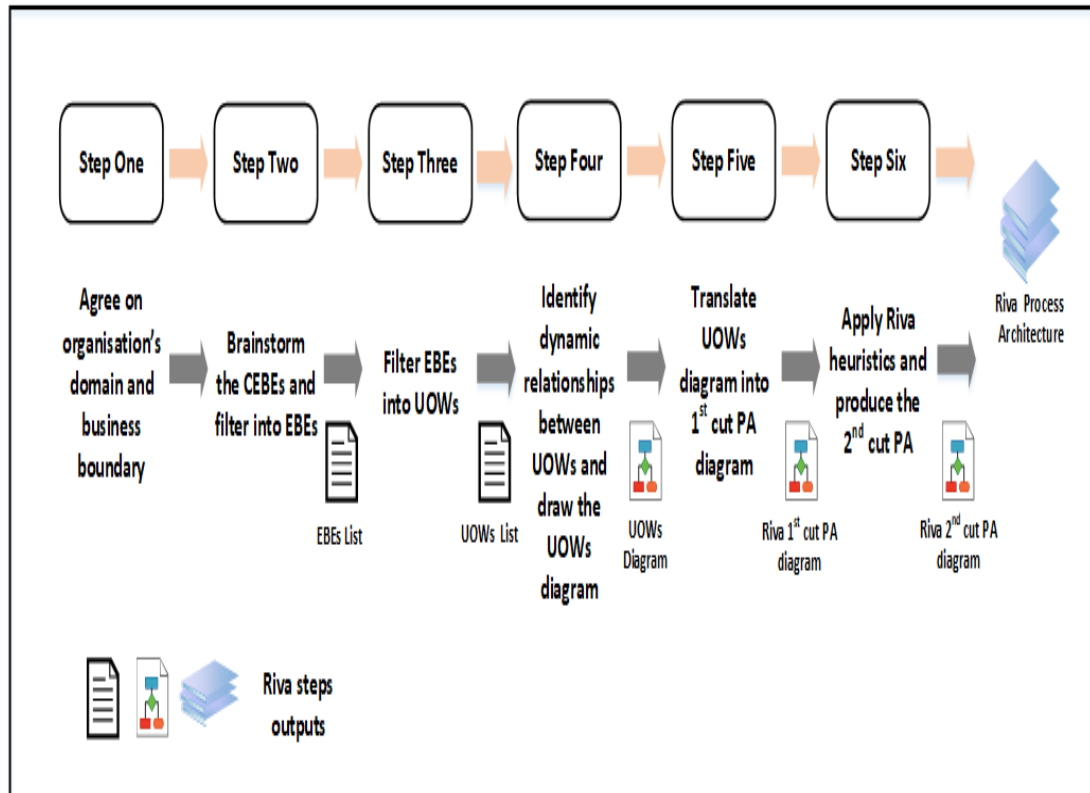 Step One
Step Two
Step Three
Step Four
Step Five
Step Six
Agree on
organisation's
domain and
business
boundary
Brainstorm
the CEBEs and
filter into EBEs
EBEs List
Filter EBEs
into UOWs
UOWs List
Identify
dynamic
relationships
between
UOWs and
draw the
UOWs
diagram
UOWs
Diagram
Translate
UOWs
diagram into
1st cut PA
diagram
Riva 1st cut PA
diagram
Apply Riva
heuristics and
produce the
2nd cut PA
Riva 2nd cut PA
diagram
Riva Process
Architecture
Riva steps
outputs